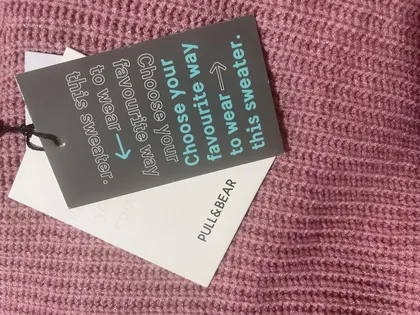 Choose your
favourite way
to wear →
this sweater.
Choose your
favourite way
to wear ←
this sweater.
PULL&BEAR